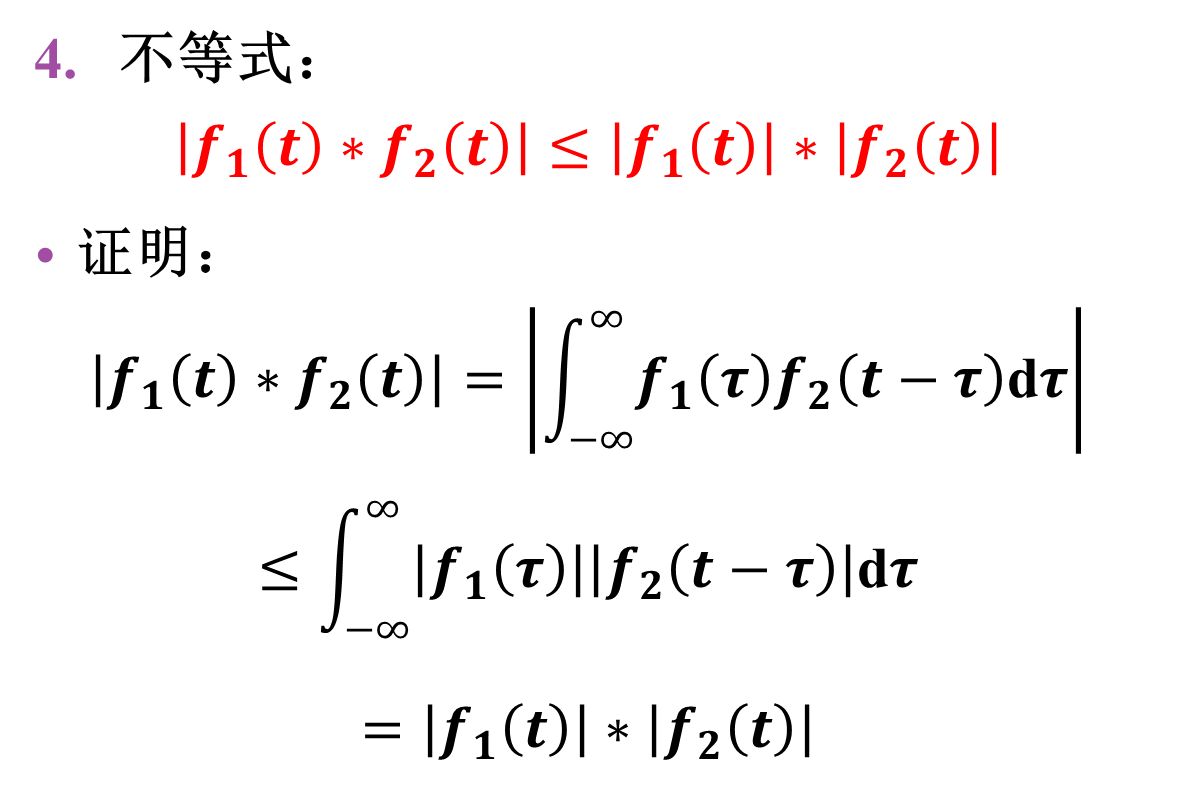 4. 不等式：
|f₁(t) * f₂(t)| ≤ |f₁(t)| * |f₂(t)|
• 证明：
|f₁(t) * f₂(t)| = |∫_{-∞}^{∞} f₁(τ)f₂(t − τ)dτ|
≤ ∫_{-∞}^{∞} |f₁(τ)||f₂(t − τ)|dτ
= |f₁(t)| * |f₂(t)|